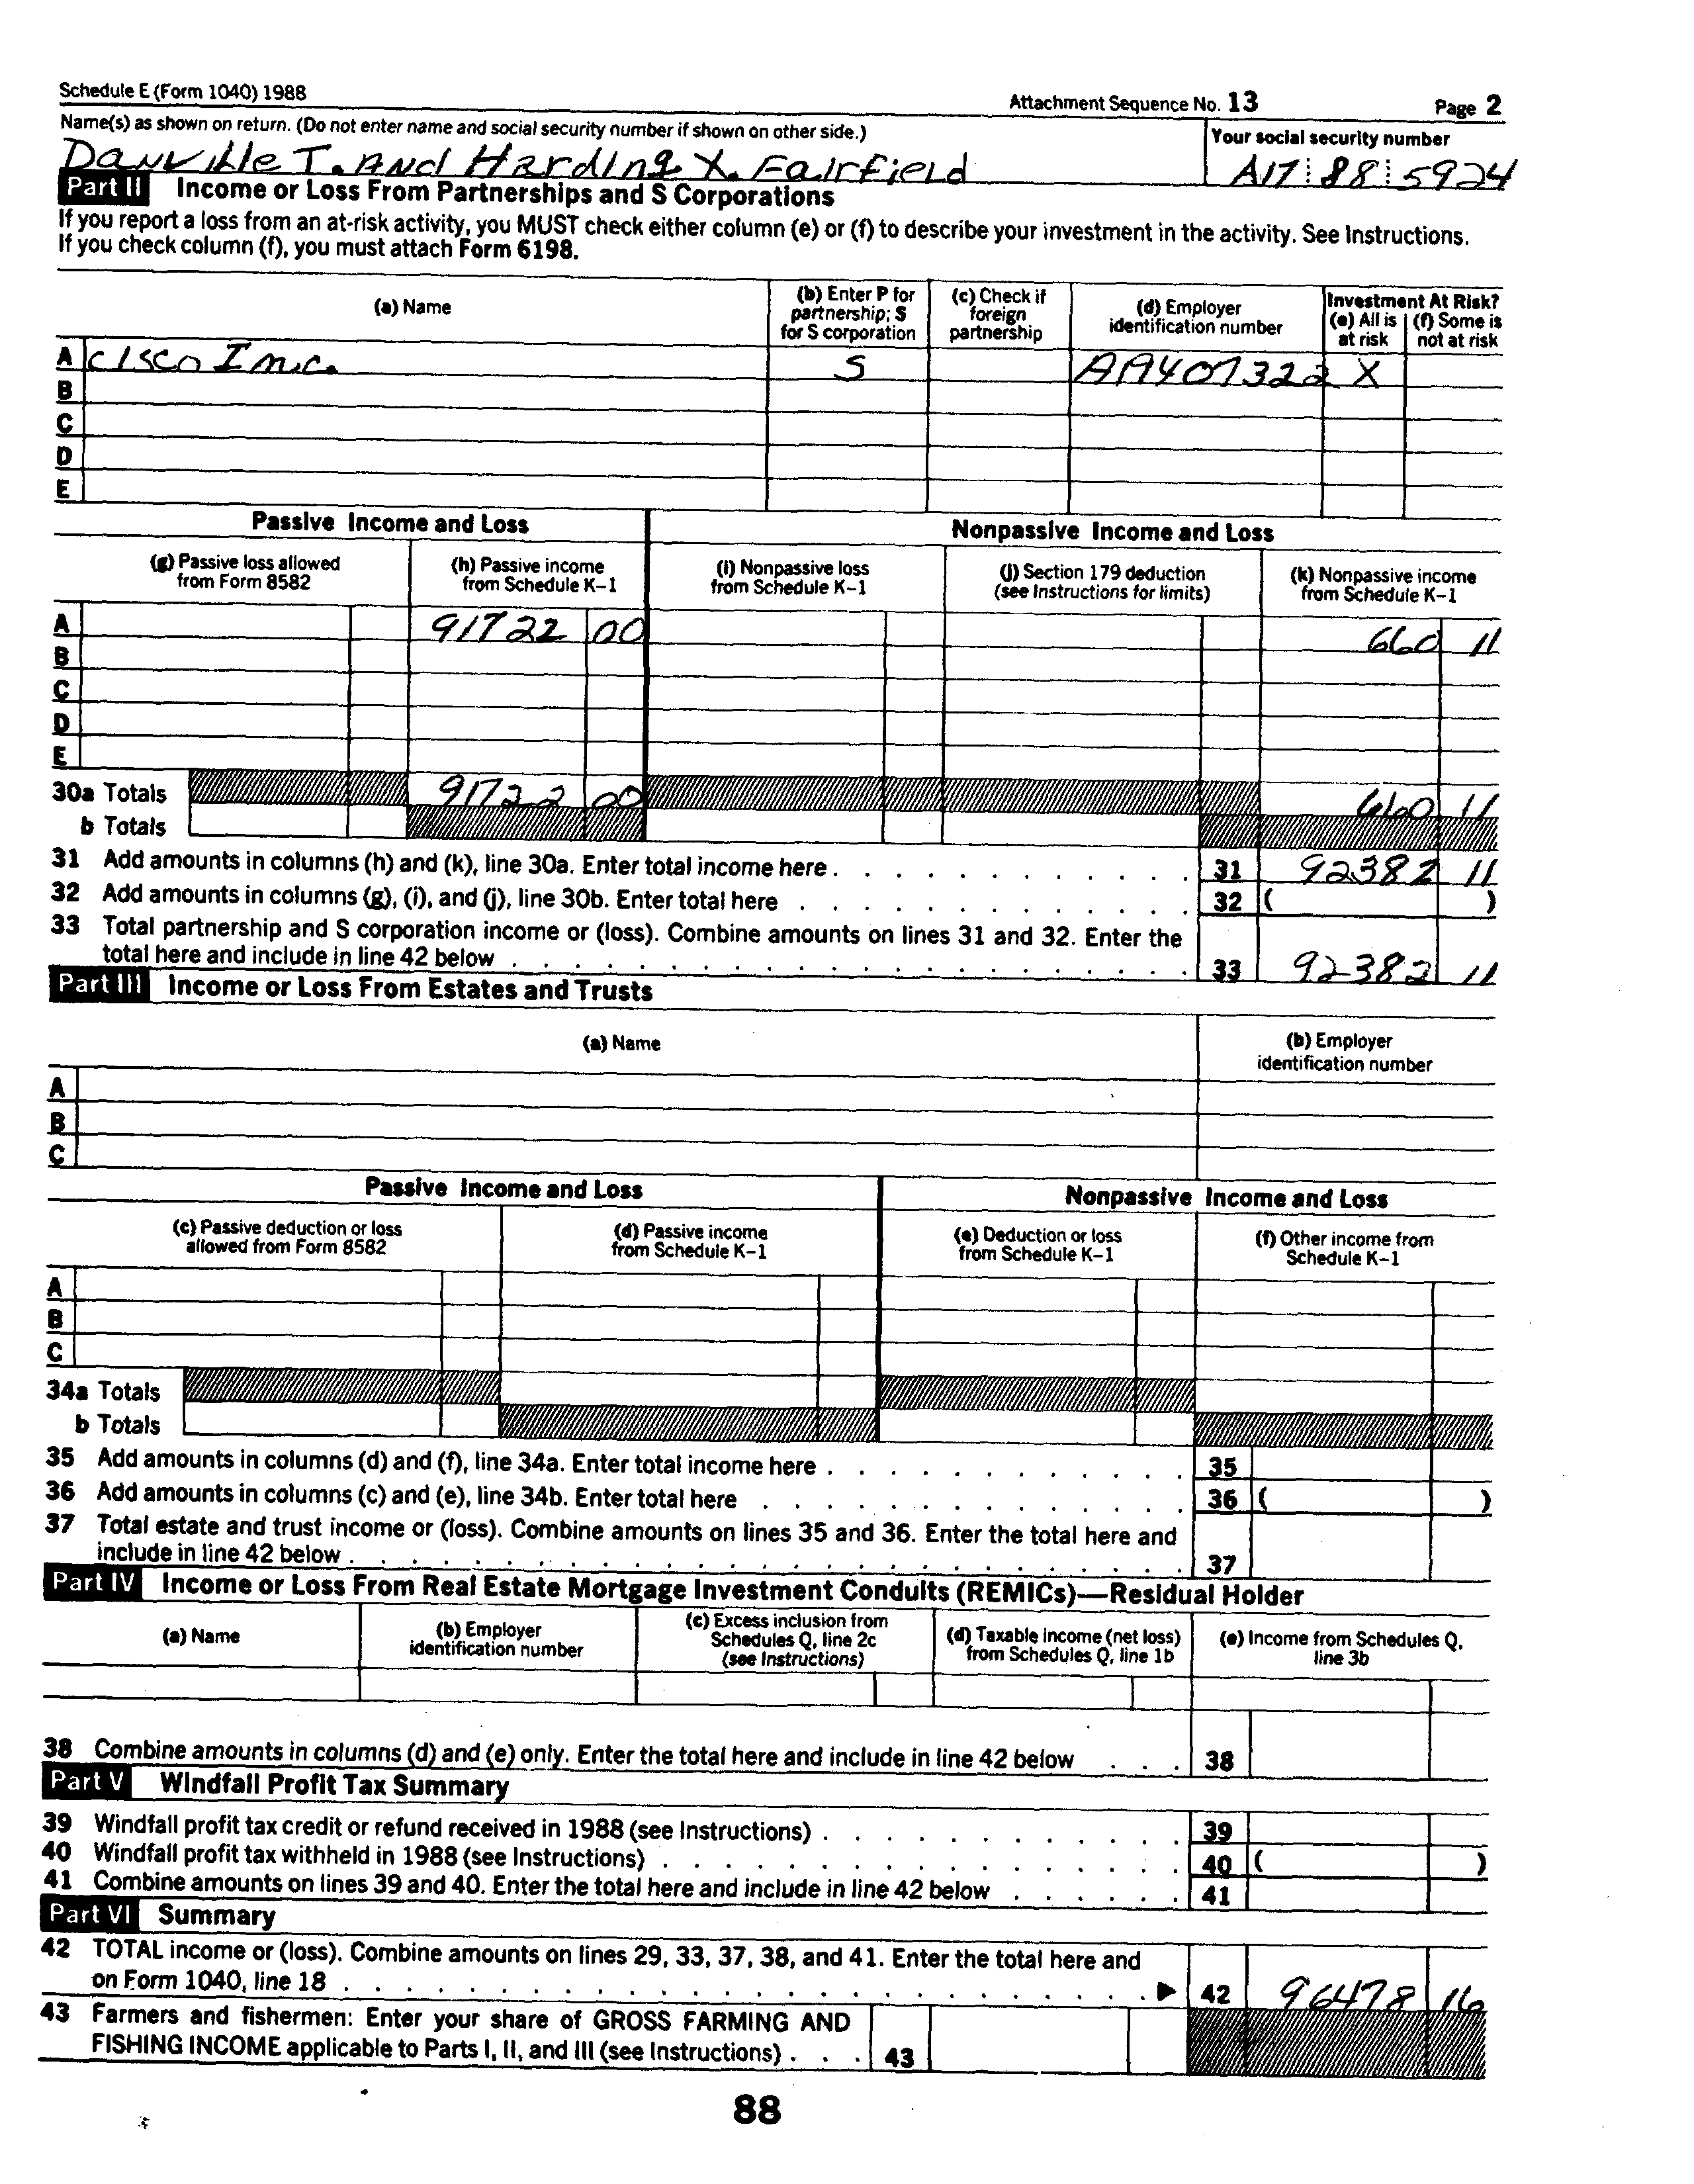 Schedule E (Form 1040) 1988
Attachment Sequence No. 13
Page 2
Name(s) as shown on return. (Do not enter name and social security number if shown on other side.)
Your social security number
Danville T. And Harding X. Fairfield
A17 88 5924
Part II Income or Loss From Partnerships and S Corporations
If you report a loss from an at-risk activity, you MUST check either column (e) or (f) to describe your investment in the activity. See Instructions.
If you check column (f), you must attach Form 6198.
(a) Name
(b) Enter P for partnership; S for S corporation
(c) Check if foreign partnership
(d) Employer identification number
Investment At Risk?
(e) All is at risk
(f) Some is not at risk
A Cisco Inc. S AA407322 X
B
C
D
E
Passive Income and Loss
Nonpassive Income and Loss
(g) Passive loss allowed from Form 8582
(h) Passive income from Schedule K–1
(i) Nonpassive loss from Schedule K–1
(j) Section 179 deduction (see Instructions for limits)
(k) Nonpassive income from Schedule K–1
A 91722 00 660 11
B
C
D
E
30a Totals 91722 00 660 11
b Totals
31 Add amounts in columns (h) and (k), line 30a. Enter total income here . . . 31 92382 11
32 Add amounts in columns (g), (i), and (j), line 30b. Enter total here . . . 32 ( )
33 Total partnership and S corporation income or (loss). Combine amounts on lines 31 and 32. Enter the
total here and include in line 42 below . . . 33 92382 11
Part III Income or Loss From Estates and Trusts
(a) Name
(b) Employer identification number
A
B
C
Passive Income and Loss
Nonpassive Income and Loss
(c) Passive deduction or loss allowed from Form 8582
(d) Passive income from Schedule K–1
(e) Deduction or loss from Schedule K–1
(f) Other income from Schedule K–1
A
B
C
34a Totals
b Totals
35 Add amounts in columns (d) and (f), line 34a. Enter total income here . . . 35
36 Add amounts in columns (c) and (e), line 34b. Enter total here . . . 36 ( )
37 Total estate and trust income or (loss). Combine amounts on lines 35 and 36. Enter the total here and
include in line 42 below . . . 37
Part IV Income or Loss From Real Estate Mortgage Investment Conduits (REMICs)—Residual Holder
(a) Name
(b) Employer identification number
(c) Excess inclusion from Schedules Q, line 2c (see Instructions)
(d) Taxable income (net loss) from Schedules Q, line 1b
(e) Income from Schedules Q, line 3b
38 Combine amounts in columns (d) and (e) only. Enter the total here and include in line 42 below . . . 38
Part V Windfall Profit Tax Summary
39 Windfall profit tax credit or refund received in 1988 (see Instructions) . . . 39
40 Windfall profit tax withheld in 1988 (see Instructions) . . . 40 ( )
41 Combine amounts on lines 39 and 40. Enter the total here and include in line 42 below . . . 41
Part VI Summary
42 TOTAL income or (loss). Combine amounts on lines 29, 33, 37, 38, and 41. Enter the total here and
on Form 1040, line 18 . . . ▶ 42 96478 16
43 Farmers and fishermen: Enter your share of GROSS FARMING AND
FISHING INCOME applicable to Parts I, II, and III (see Instructions) . . . 43
88